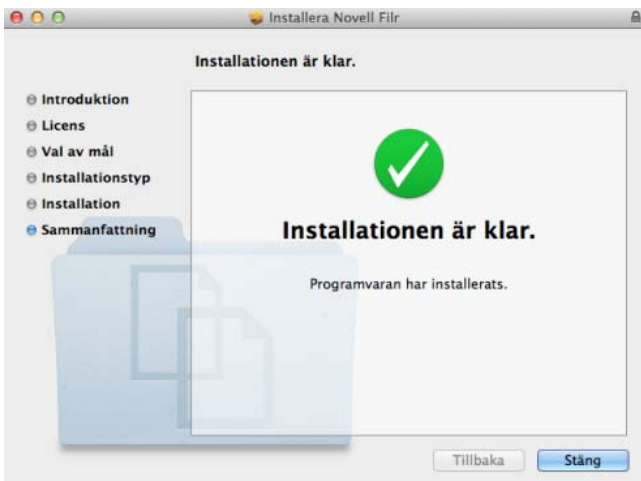 Installera Novell Filr
Installationen är klar.
Introduktion
Licens
Val av mål
Installationstyp
Installation
Sammanfattning
Installationen är klar.
Programvaran har installerats.
Tillbaka
Stäng